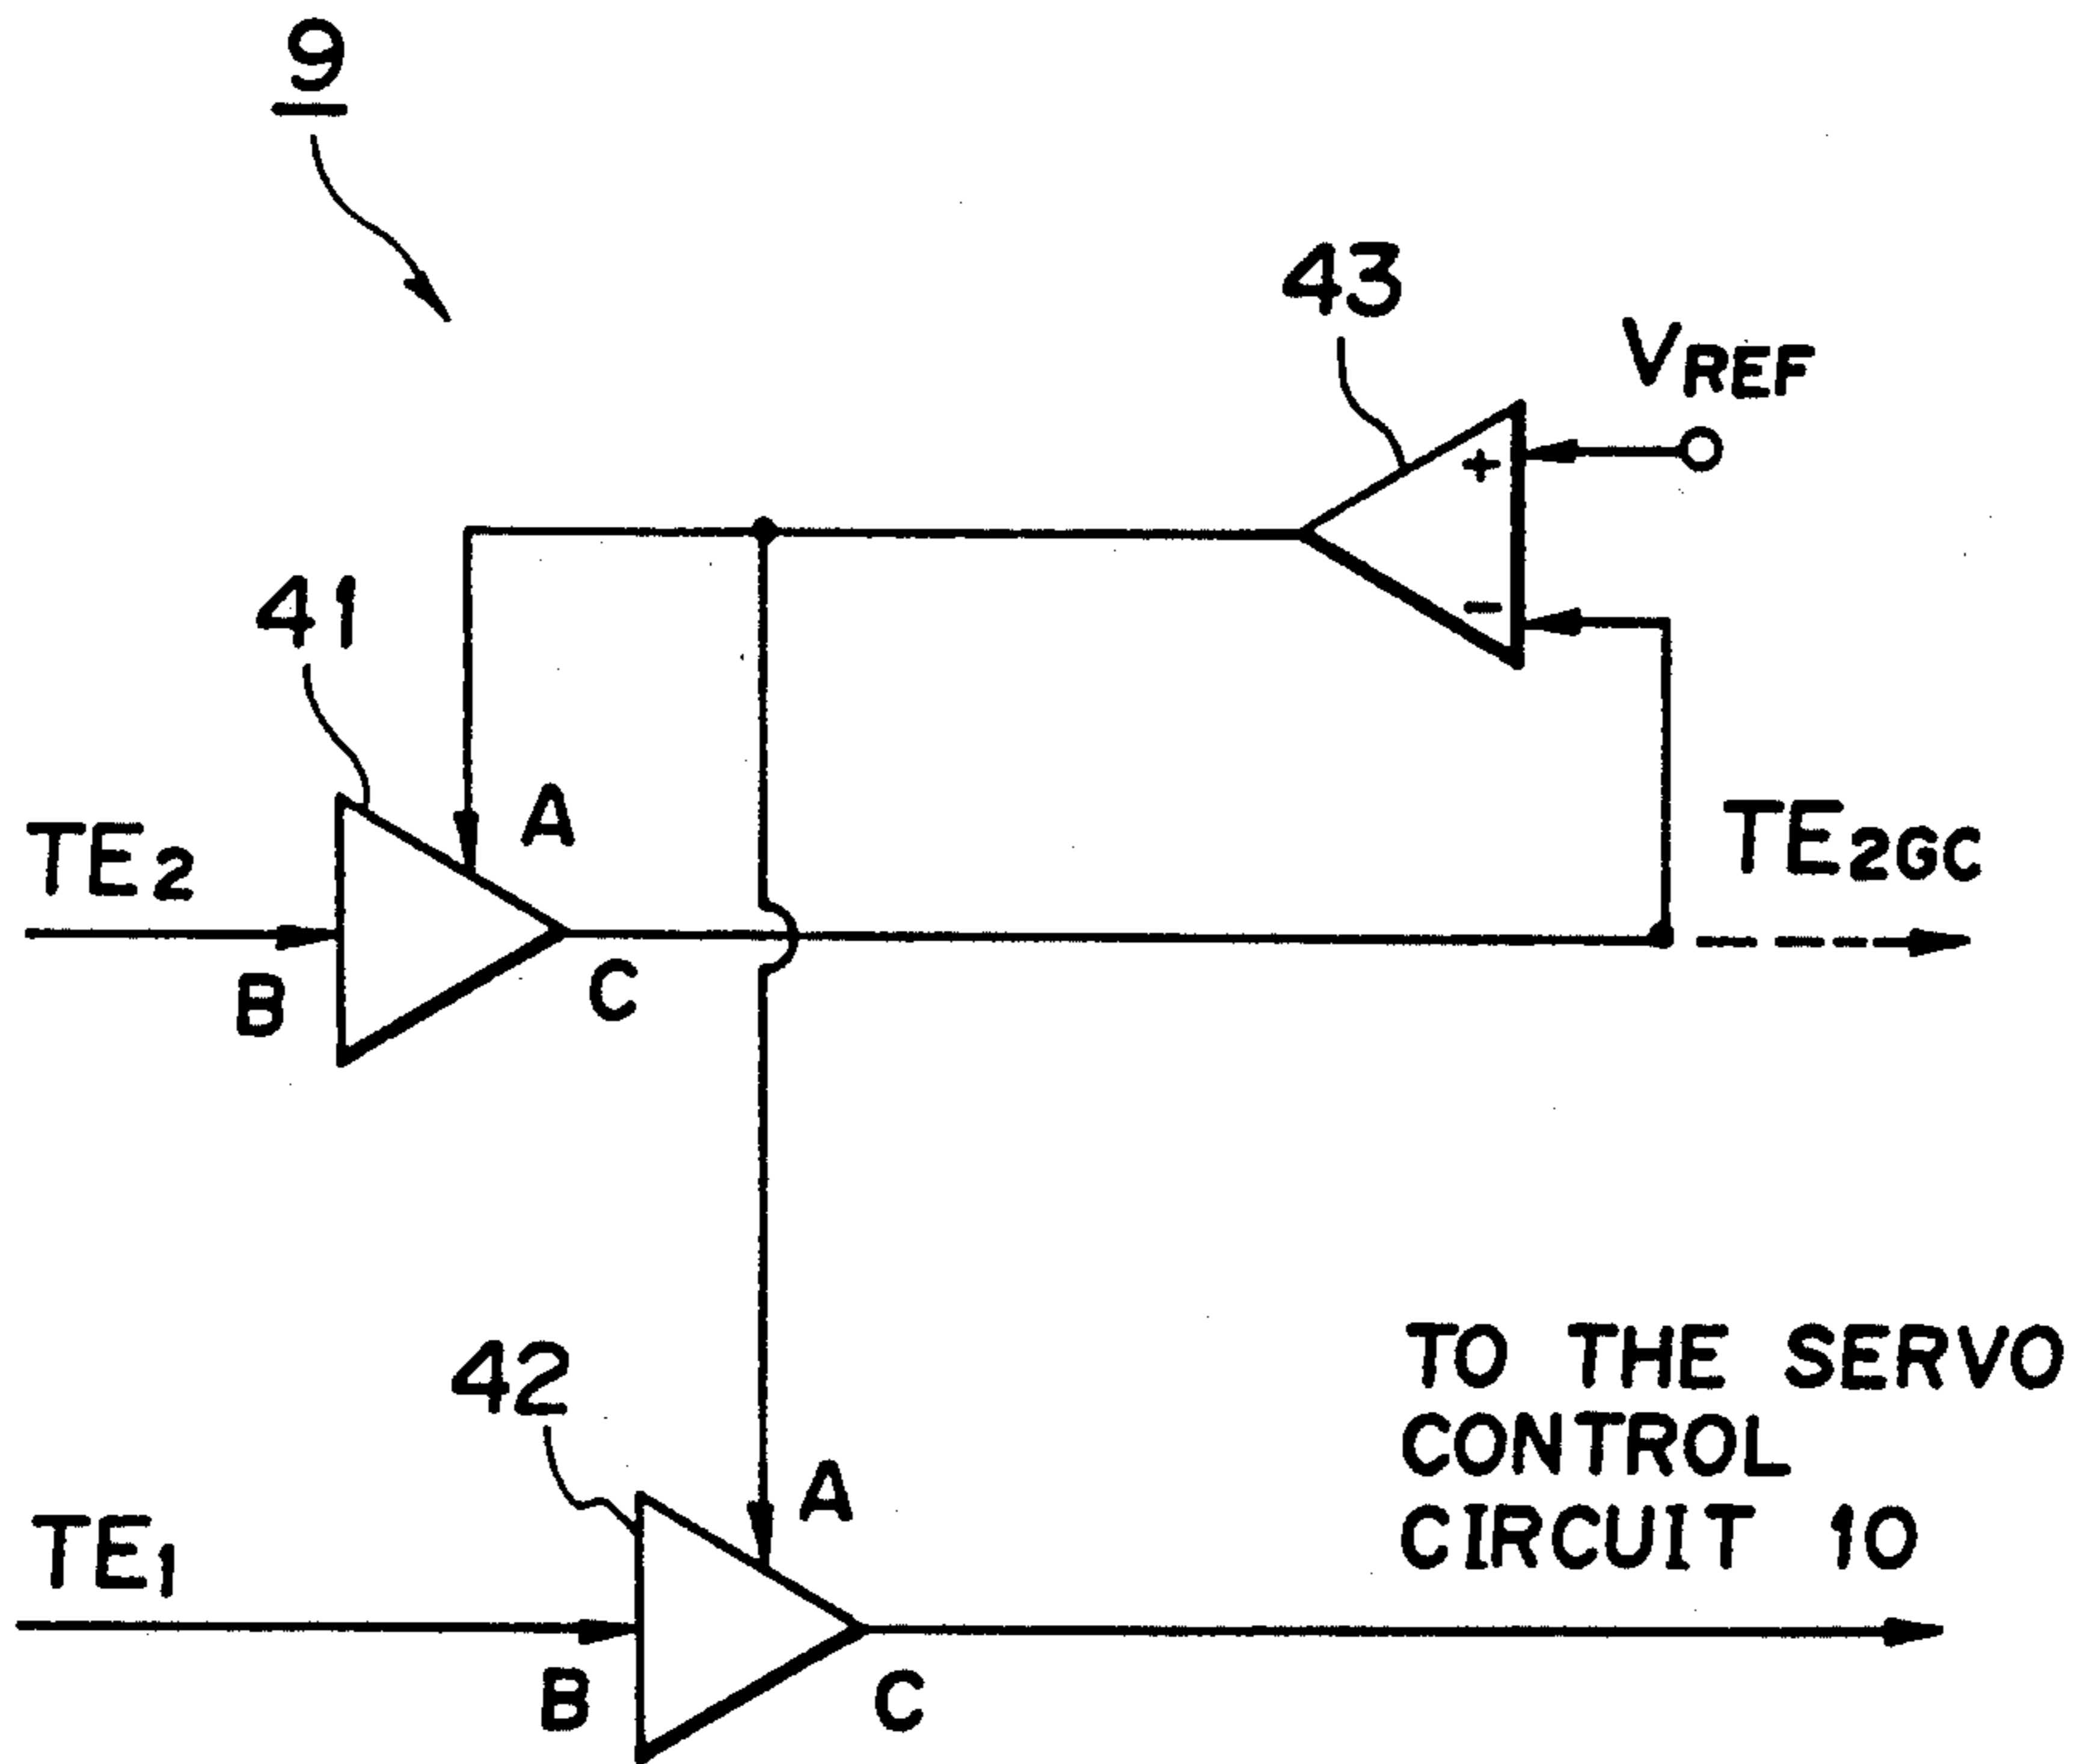 9
43
VREF
+
41
−
A
TE2
TE2GC
B
C
42
TO THE SERVO
CONTROL
CIRCUIT 10
A
TE1
B
C